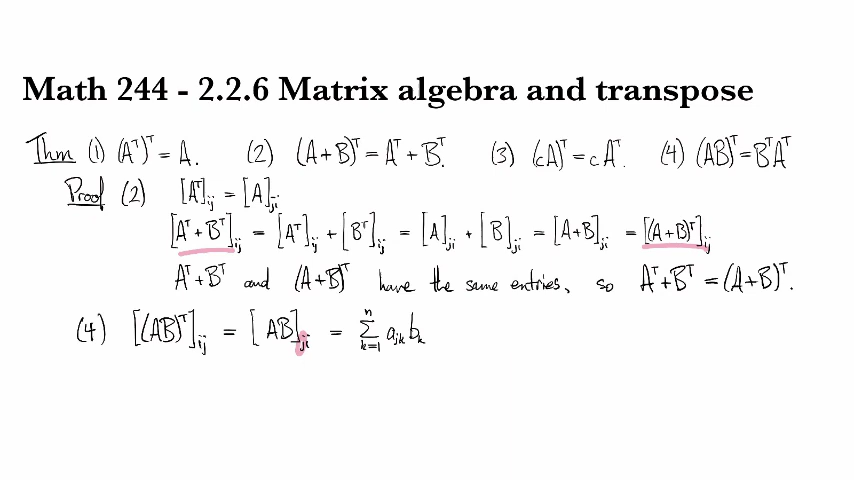 Math 244 - 2.2.6 Matrix algebra and transpose
Thm (1) (Aᵀ)ᵀ = A. (2) (A+B)ᵀ = Aᵀ + Bᵀ. (3) (cA)ᵀ = cAᵀ. (4) (AB)ᵀ = BᵀAᵀ
Proof (2) [Aᵀ]ᵢⱼ = [A]ⱼᵢ
[Aᵀ + Bᵀ]ᵢⱼ = [Aᵀ]ᵢⱼ + [Bᵀ]ᵢⱼ = [A]ⱼᵢ + [B]ⱼᵢ = [A+B]ⱼᵢ = [(A+B)ᵀ]ᵢⱼ
Aᵀ+Bᵀ and (A+B)ᵀ have the same entries, so Aᵀ+Bᵀ = (A+B)ᵀ.
(4) [(AB)ᵀ]ᵢⱼ = [AB]ⱼᵢ = ∑ₖ₌₁ⁿ aⱼₖ bₖ